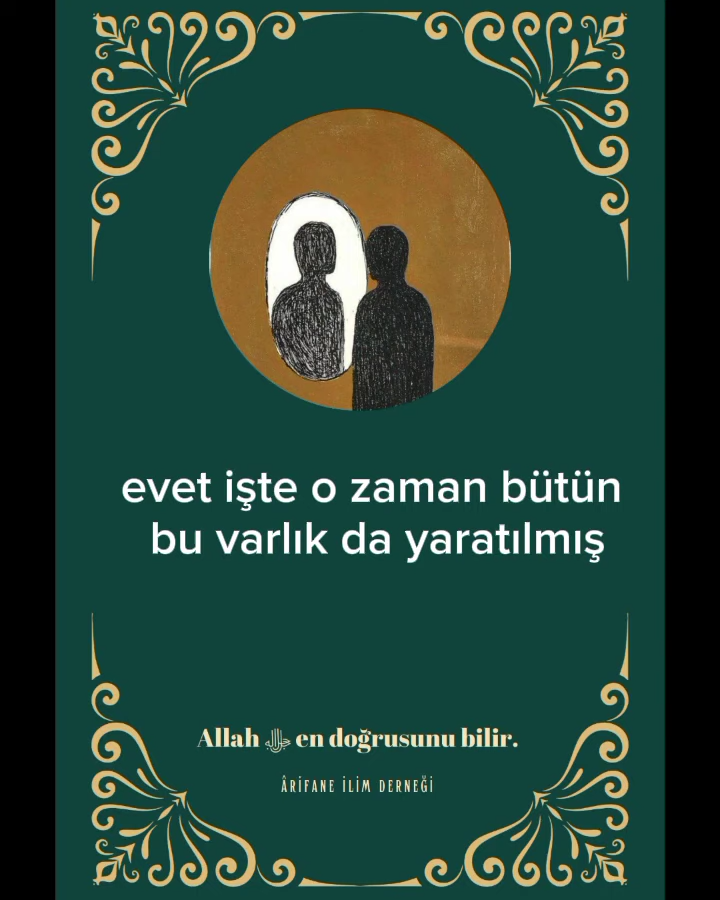 evet işte o zaman bütün
bu varlık da yaratılmış
Allah ﷻ en doğrusunu bilir.
ÂRİFANE İLİM DERNEĞİ